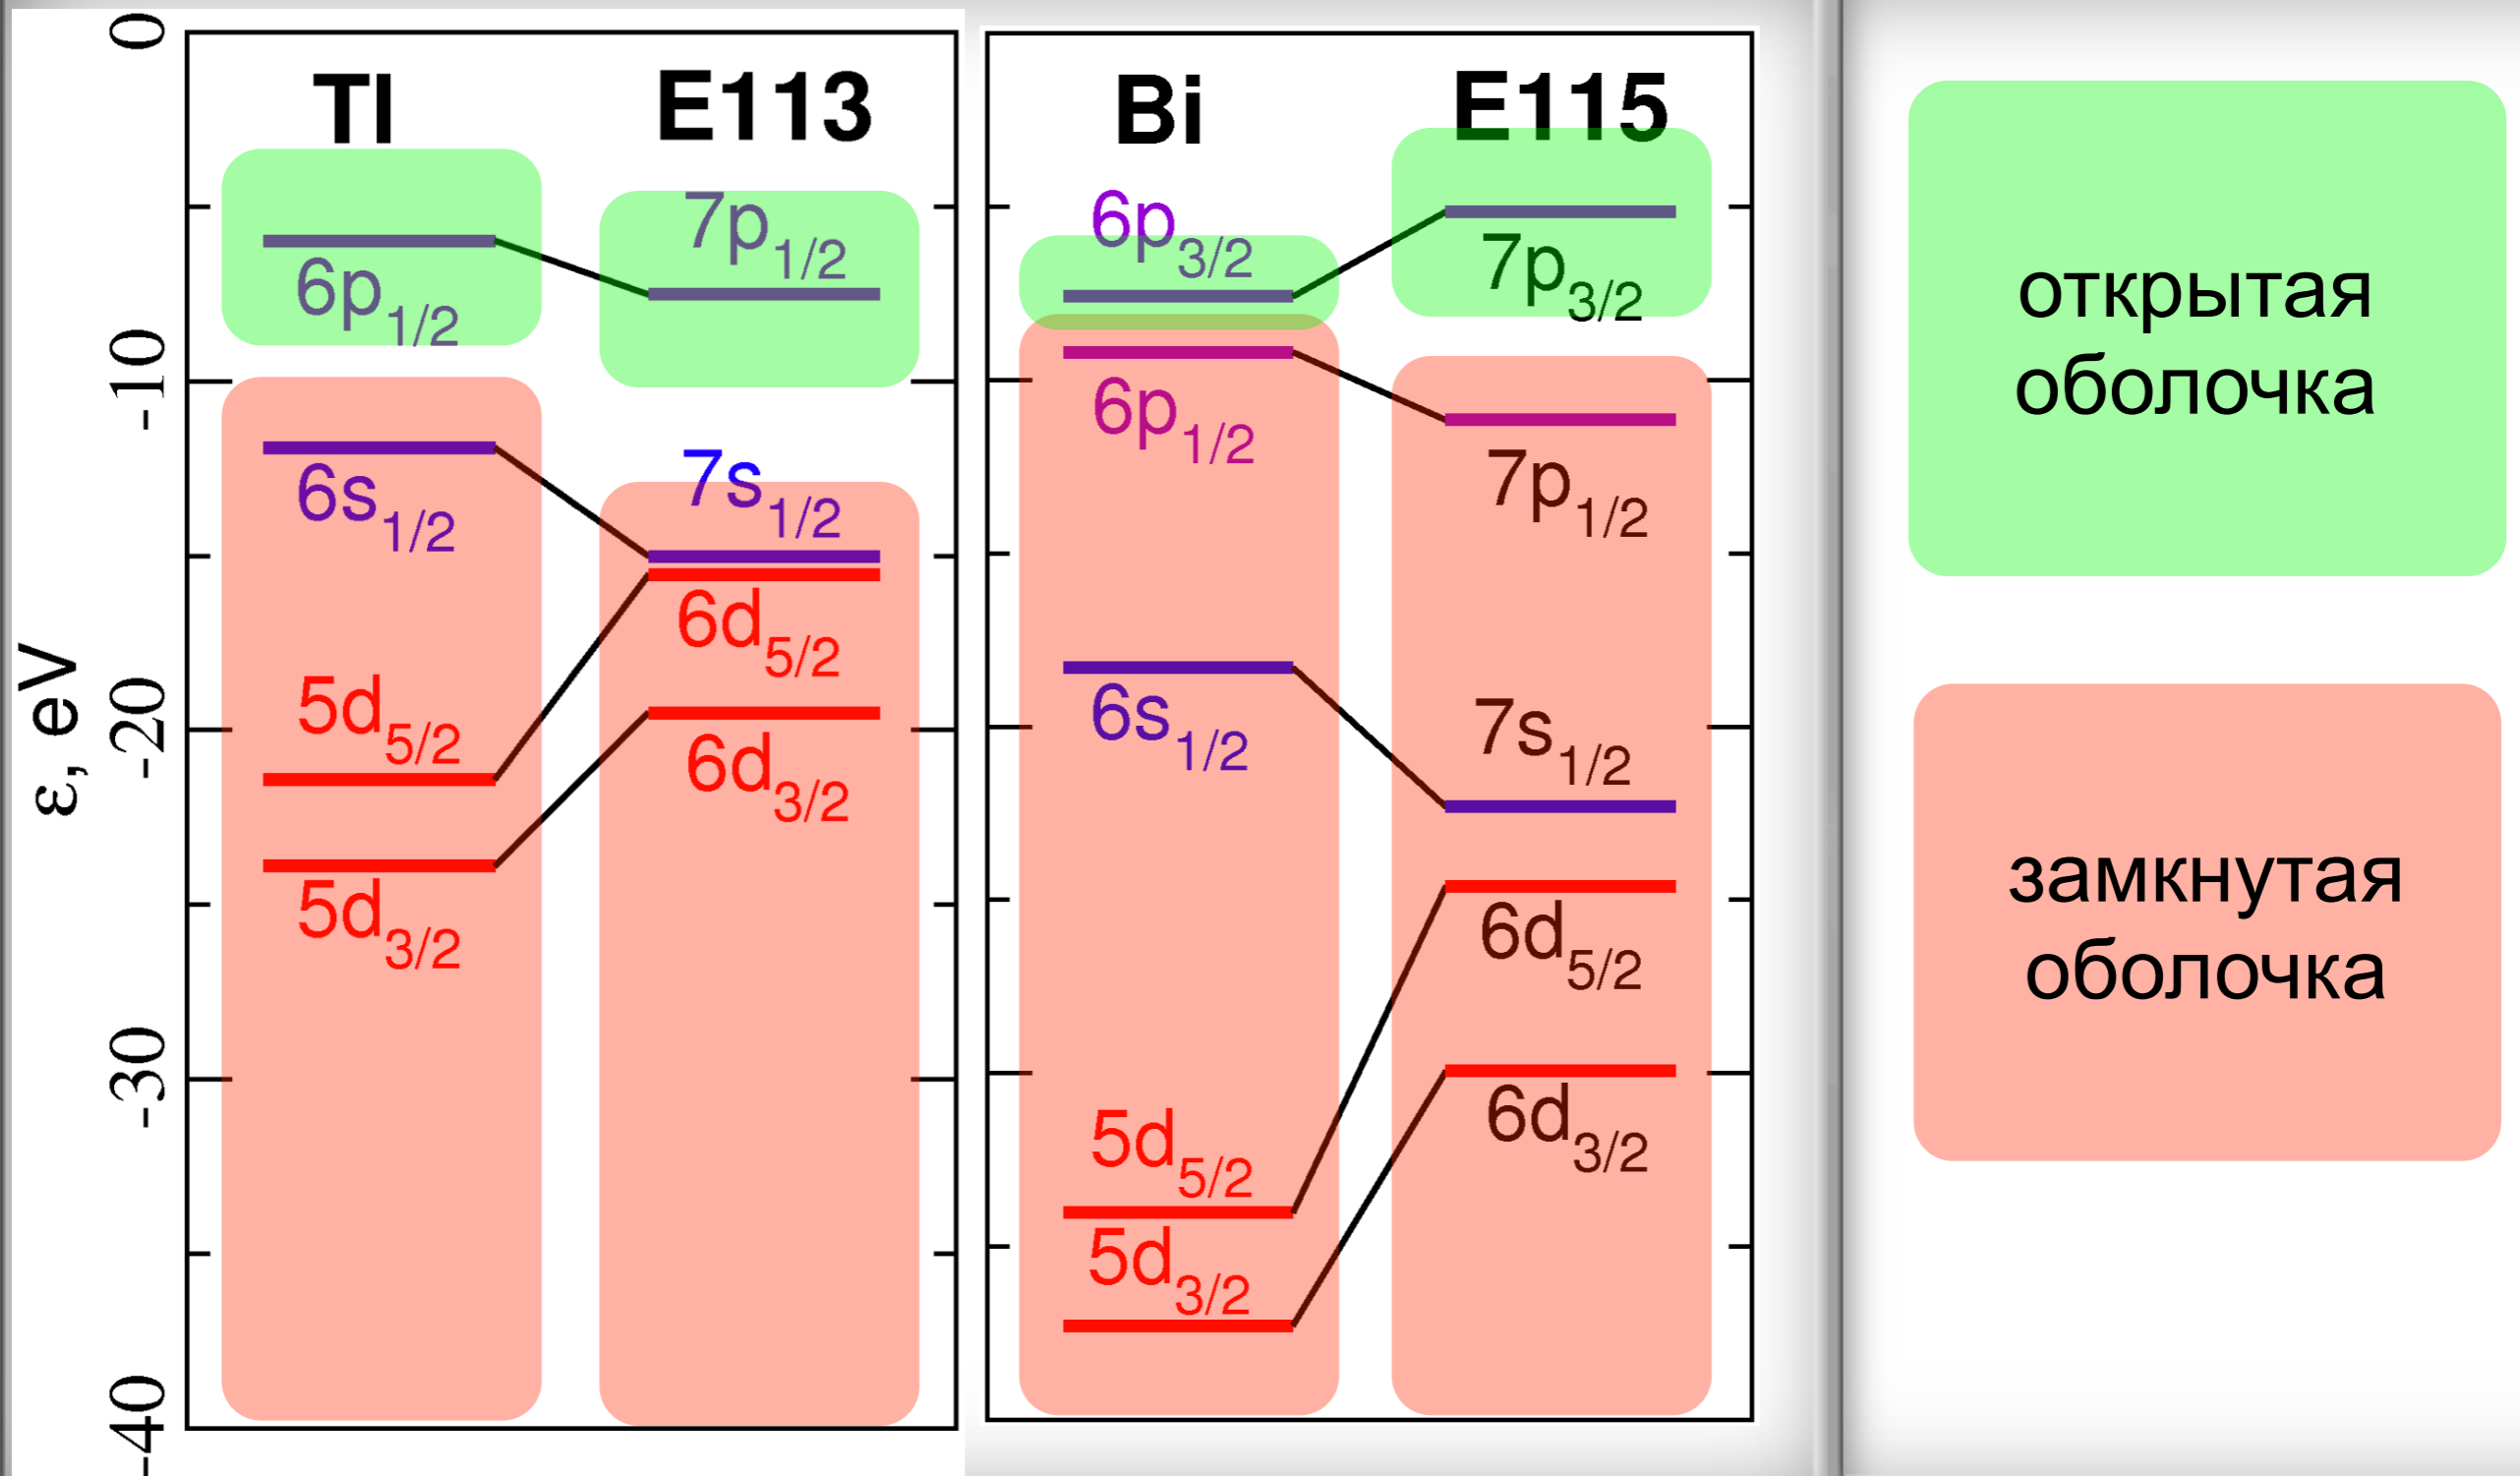 ε, eV
0
-10
-20
-30
-40
Tl
6p1/2
6s1/2
5d5/2
5d3/2
E113
7p1/2
7s1/2
6d5/2
6d3/2
Bi
6p3/2
6p1/2
6s1/2
5d5/2
5d3/2
E115
7p3/2
7p1/2
7s1/2
6d5/2
6d3/2
открытая
оболочка
замкнутая
оболочка